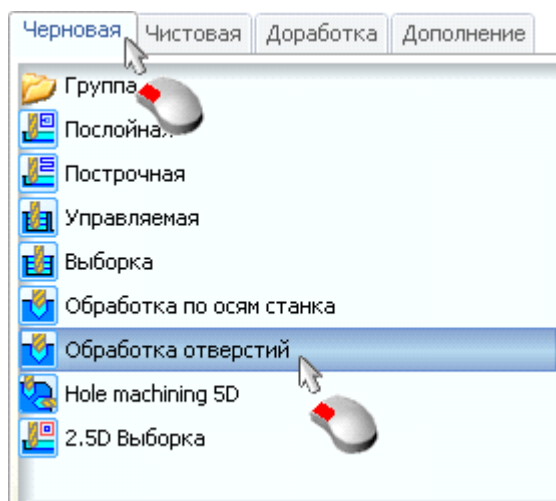 Черновая Чистовая Доработка Дополнение
Группа
Послойная
Построчная
Управляемая
Выборка
Обработка по осям станка
Обработка отверстий
Hole machining 5D
2.5D Выборка